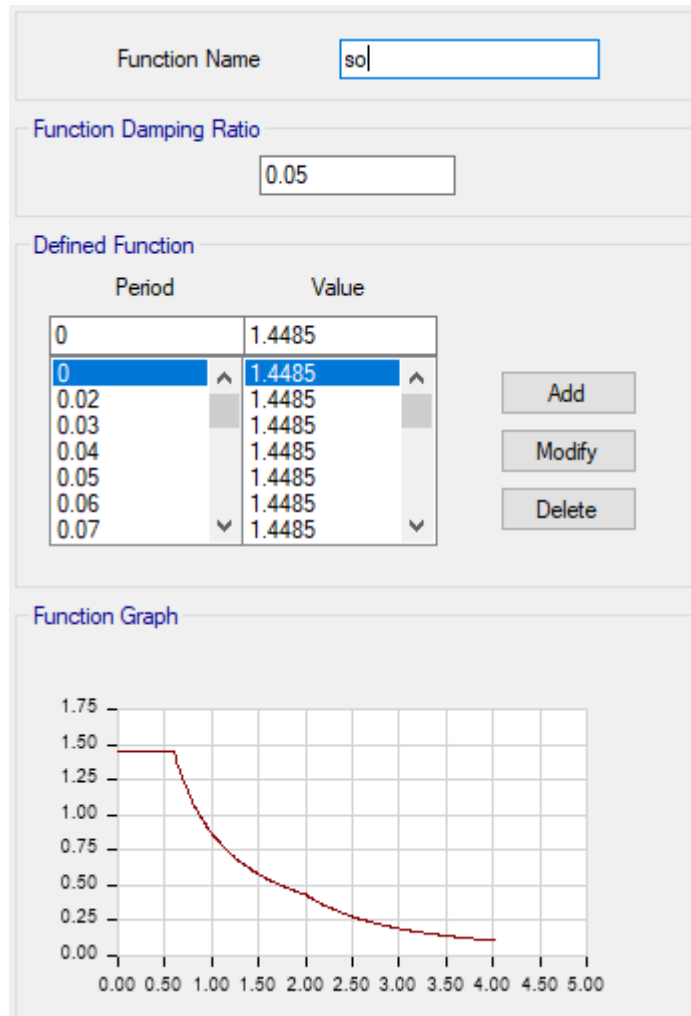 Function Name so
Function Damping Ratio
0.05
Defined Function
Period Value
0 1.4485
0 1.4485
0.02 1.4485
0.03 1.4485
0.04 1.4485
0.05 1.4485
0.06 1.4485
0.07 1.4485
Add
Modify
Delete
Function Graph
1.75
1.50
1.25
1.00
0.75
0.50
0.25
0.00
0.00 0.50 1.00 1.50 2.00 2.50 3.00 3.50 4.00 4.50 5.00